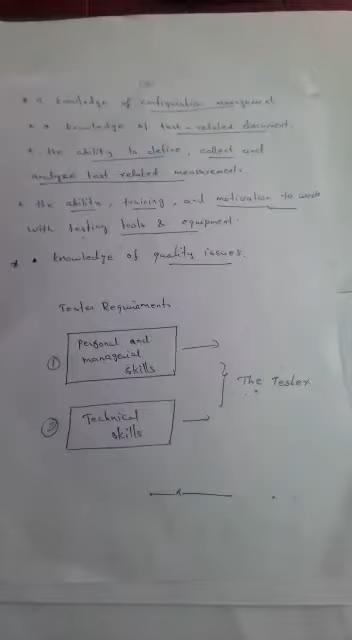 * a knowledge of configuration management
* * knowledge of test-related document.
* the ability to define, collect and
analyze test related measurements.
* the ability, training, and motivation to work
with testing tools & equipment.
* • knowledge of quality issues.
Tester Requirements
① Personal and
managerial
skills
The Tester
② Technical
skills